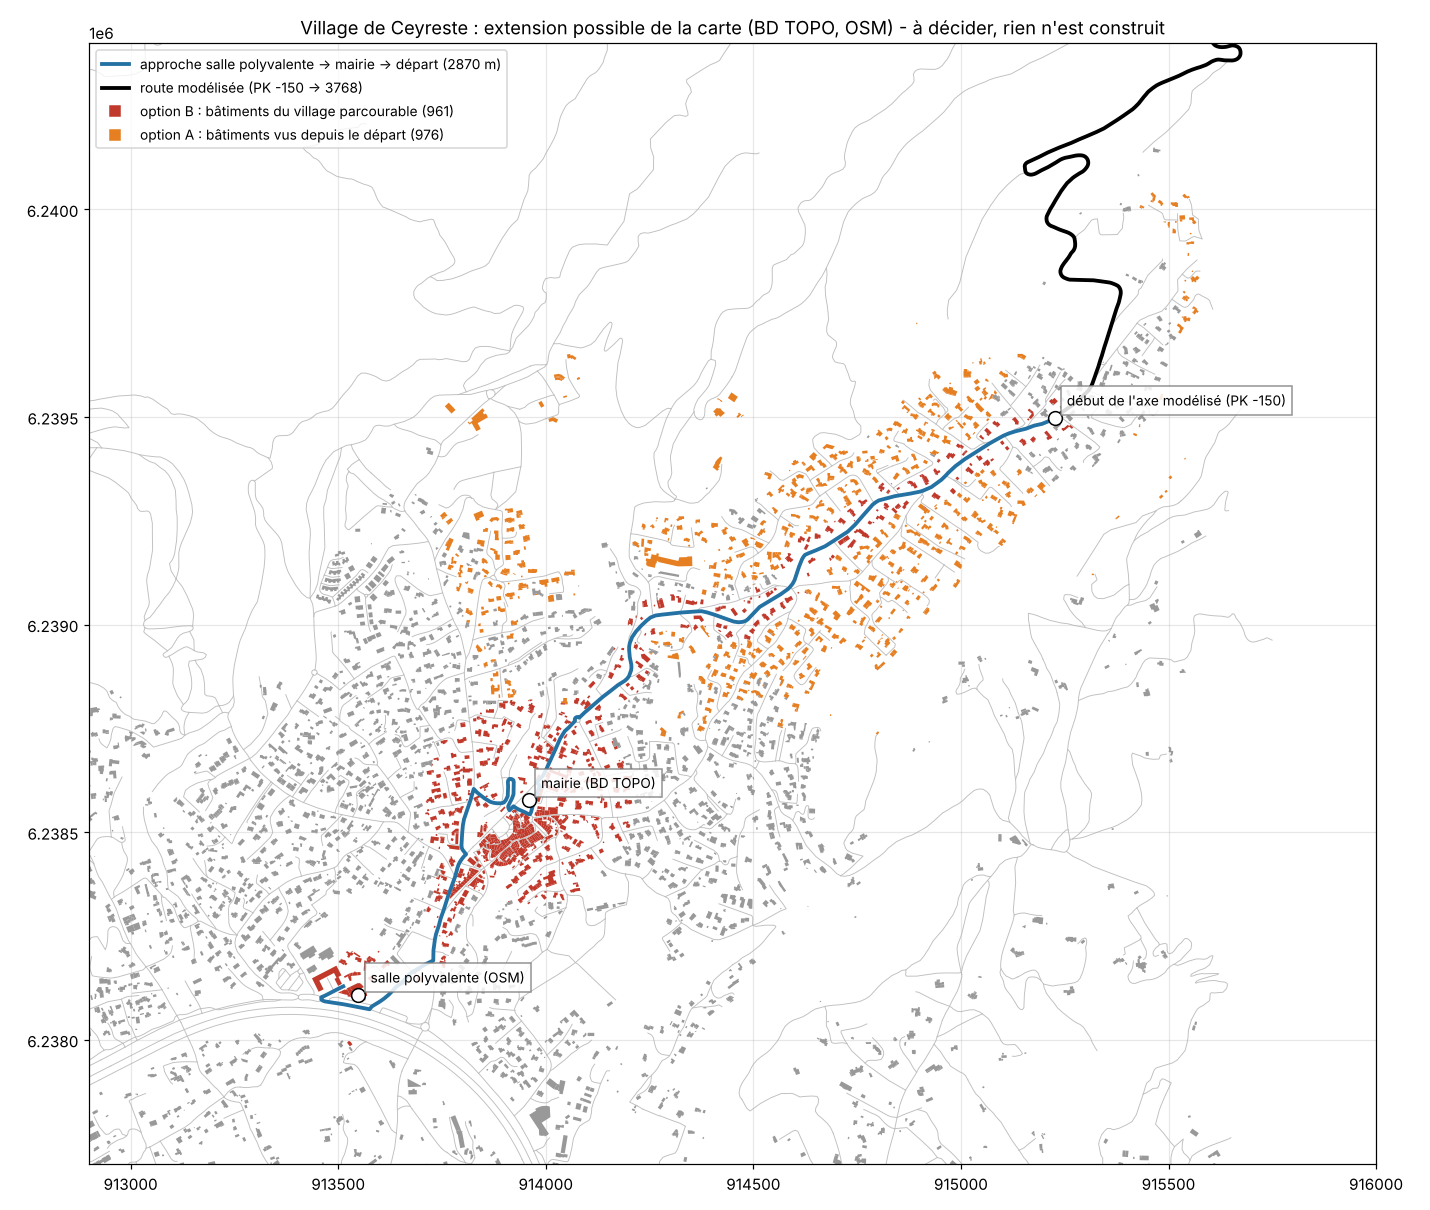 Village de Ceyreste : extension possible de la carte (BD TOPO, OSM) - à décider, rien n'est construit
1e6
approche salle polyvalente → mairie → départ (2870 m)
route modélisée (PK -150 → 3768)
option B : bâtiments du village parcourable (961)
option A : bâtiments vus depuis le départ (976)
6.2400
6.2395
début de l'axe modélisé (PK -150)
6.2390
mairie (BD TOPO)
6.2385
salle polyvalente (OSM)
6.2380
913000
913500
914000
914500
915000
915500
916000